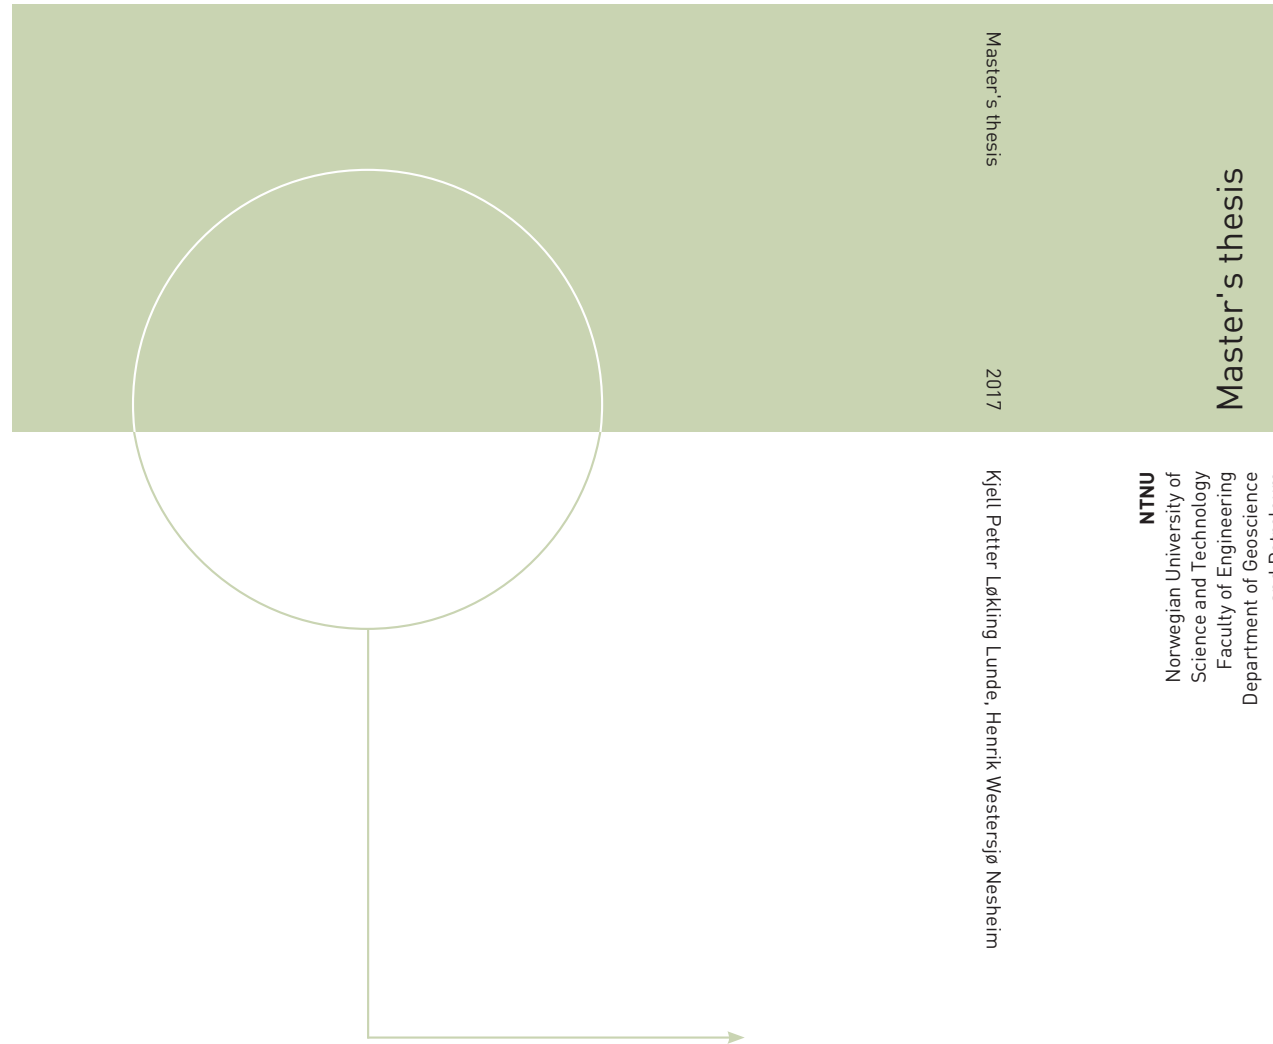 Master's thesis
2017
Kjell Petter Løkling Lunde, Henrik Westersjø Nesheim
Master's thesis
NTNU
Norwegian University of
Science and Technology
Faculty of Engineering
Department of Geoscience